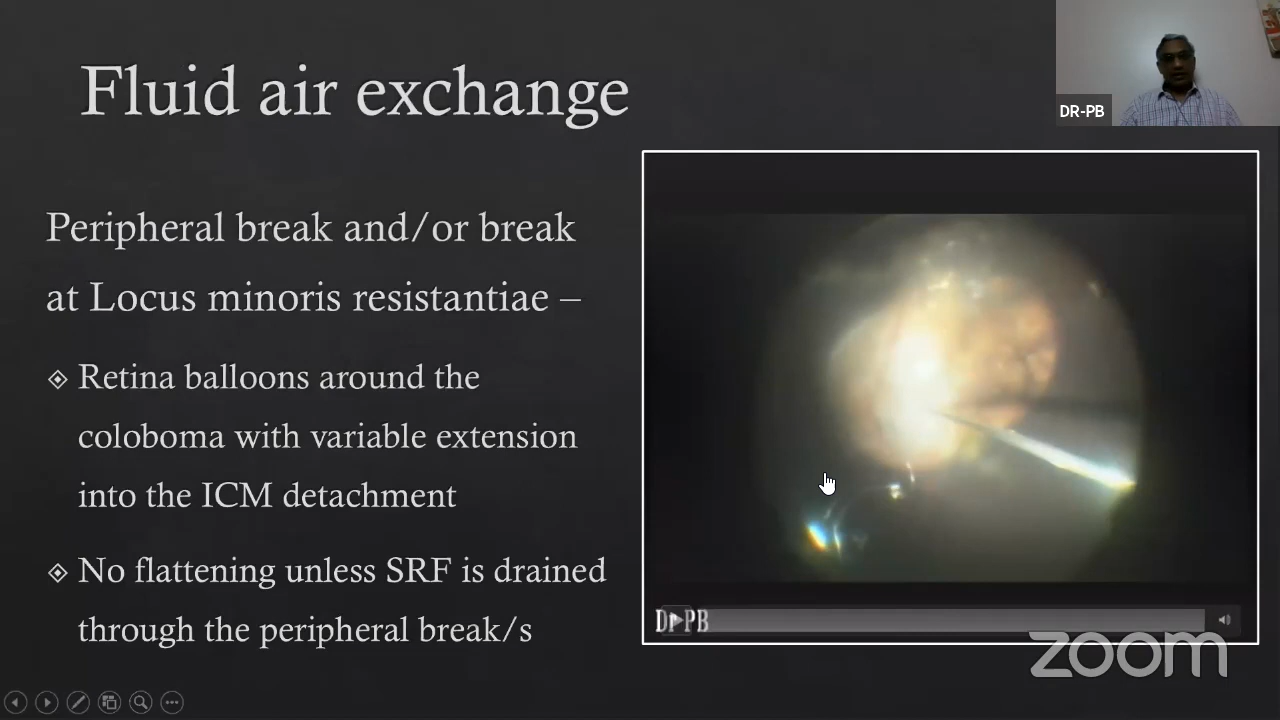 Fluid air exchange
DR-PB
Peripheral break and/or break
at Locus minoris resistantiae –
Retina balloons around the
coloboma with variable extension
into the ICM detachment
No flattening unless SRF is drained
through the peripheral break/s
Dr PB
zoom